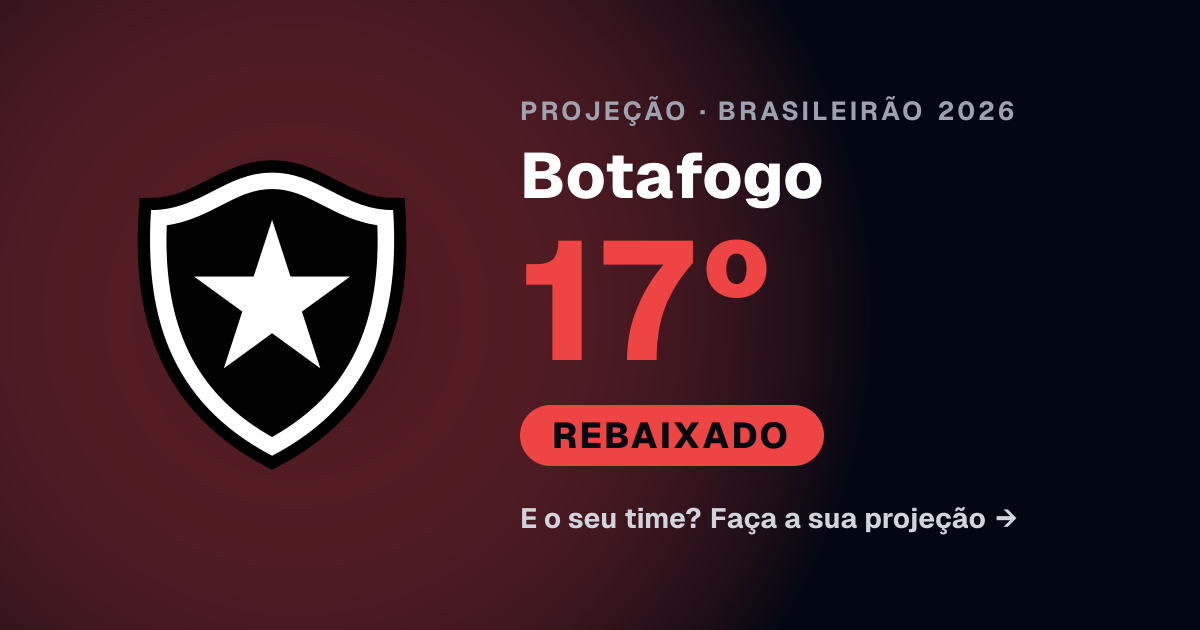 PROJEÇÃO · BRASILEIRÃO 2026
Botafogo
17º
REBAIXADO
E o seu time? Faça a sua projeção →